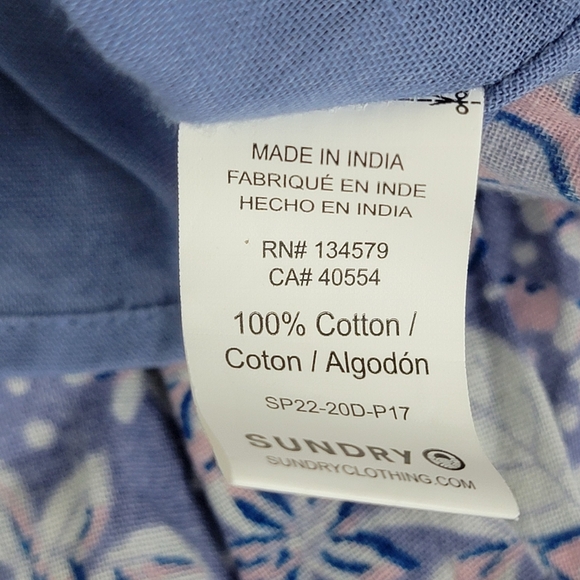 MADE IN INDIA
FABRIQUÉ EN INDE
HECHO EN INDIA
RN# 134579
CA# 40554
100% Cotton /
Coton / Algodón
SP22-20D-P17
SUNDRY
SUNDRYCLOTHING.COM